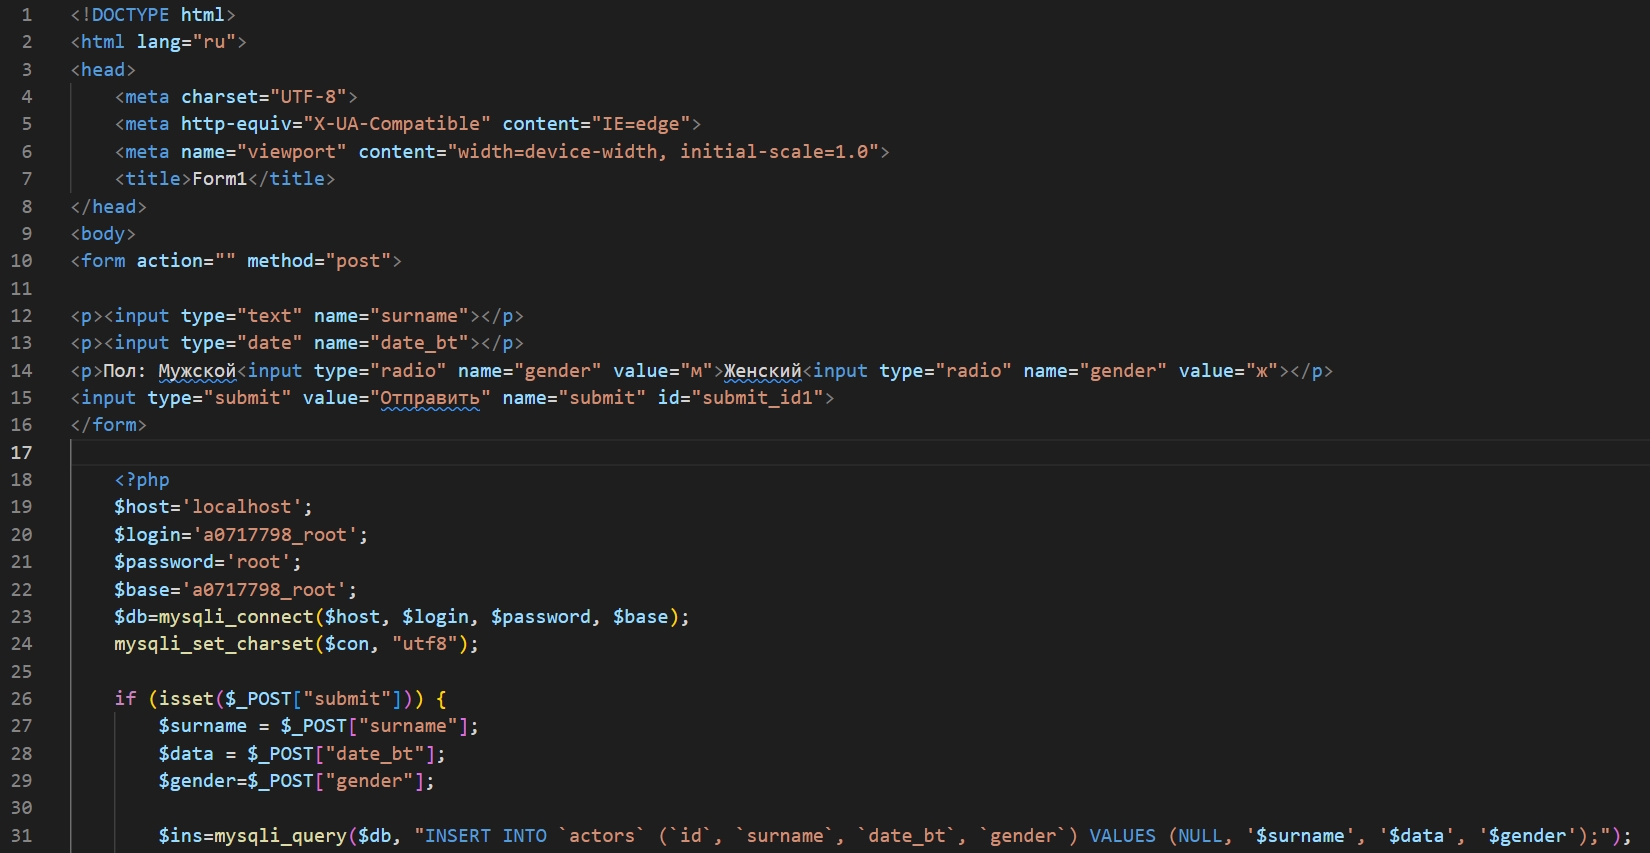 1 <!DOCTYPE html>
2 <html lang="ru">
3 <head>
4 <meta charset="UTF-8">
5 <meta http-equiv="X-UA-Compatible" content="IE=edge">
6 <meta name="viewport" content="width=device-width, initial-scale=1.0">
7 <title>Form1</title>
8 </head>
9 <body>
10 <form action="" method="post">
11
12 <p><input type="text" name="surname"></p>
13 <p><input type="date" name="date_bt"></p>
14 <p>Пол: Мужской<input type="radio" name="gender" value="м">Женский<input type="radio" name="gender" value="ж"></p>
15 <input type="submit" value="Отправить" name="submit" id="submit_id1">
16 </form>
17
18 <?php
19 $host='localhost';
20 $login='a0717798_root';
21 $password='root';
22 $base='a0717798_root';
23 $db=mysqli_connect($host, $login, $password, $base);
24 mysqli_set_charset($con, "utf8");
25
26 if (isset($_POST["submit"])) {
27 $surname = $_POST["surname"];
28 $data = $_POST["date_bt"];
29 $gender=$_POST["gender"];
30
31 $ins=mysqli_query($db, "INSERT INTO `actors` (`id`, `surname`, `date_bt`, `gender`) VALUES (NULL, '$surname', '$data', '$gender');");